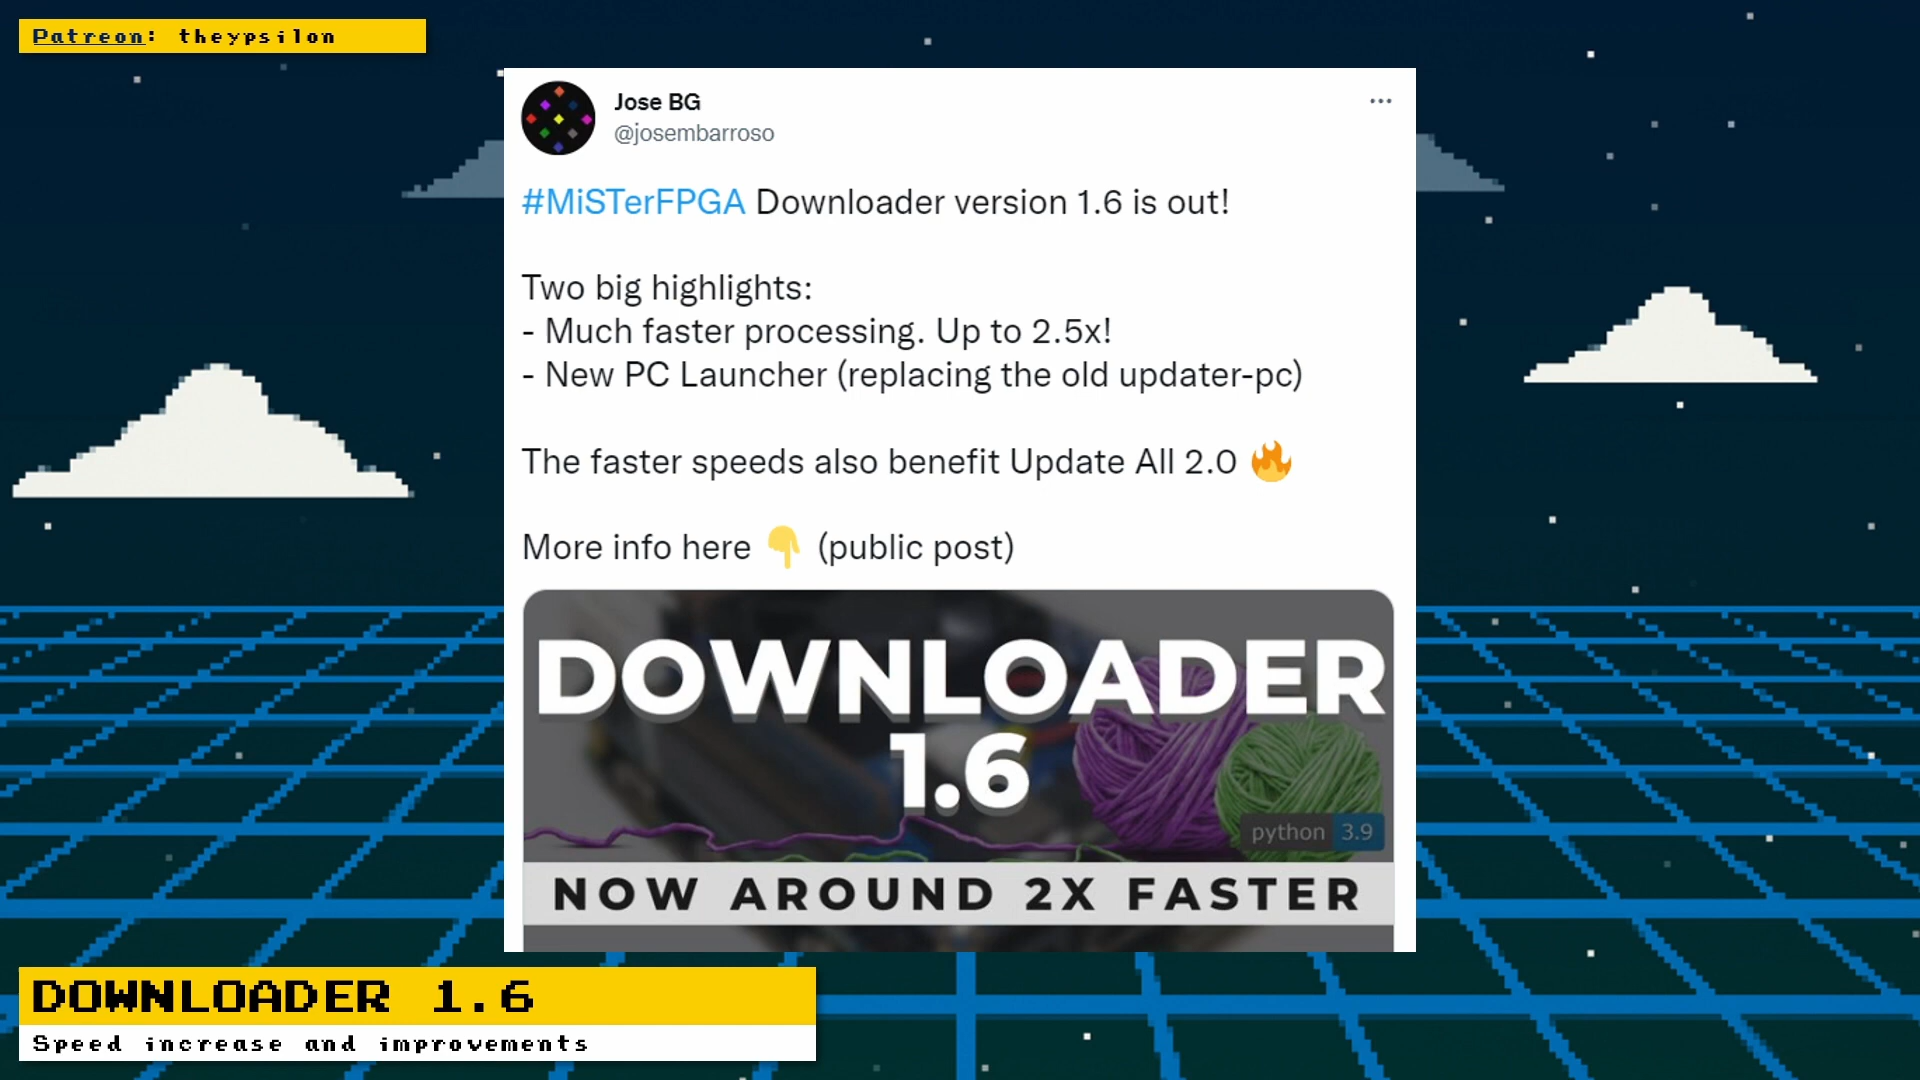 Patreon: theypsilon
Jose BG
@josembarroso
#MiSTerFPGA Downloader version 1.6 is out!
Two big highlights:
- Much faster processing. Up to 2.5x!
- New PC Launcher (replacing the old updater-pc)
The faster speeds also benefit Update All 2.0 🔥
More info here 👇 (public post)
DOWNLOADER
1.6
python 3.9
NOW AROUND 2X FASTER
DOWNLOADER 1.6
Speed increase and improvements